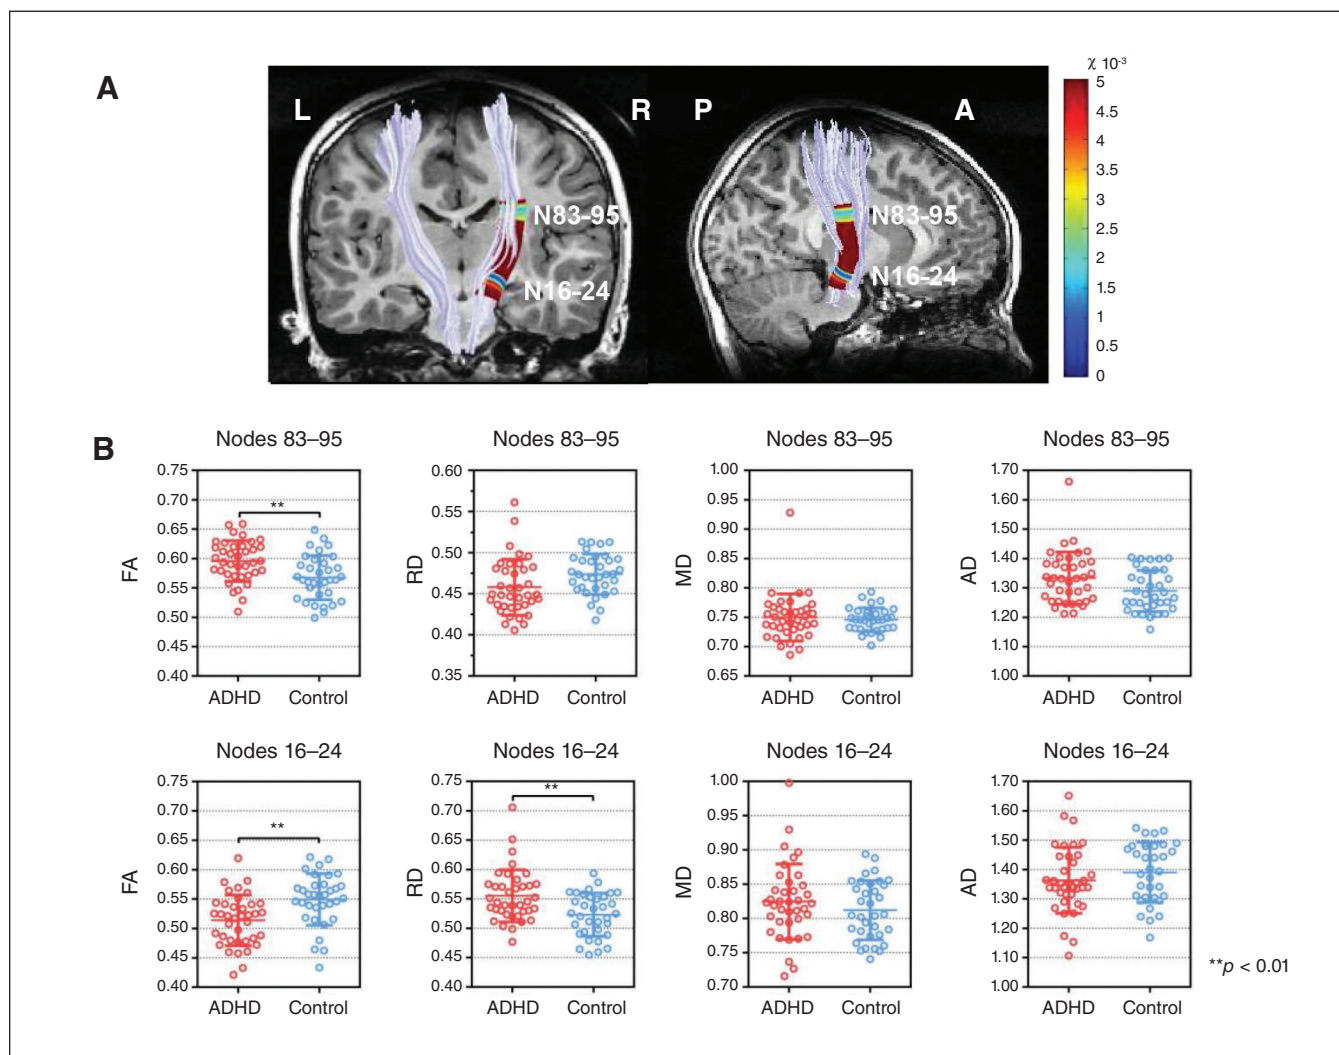 A
L
R
P
A
N83-95
N16-24
N83-95
N16-24
χ 10-3
5
4.5
4
3.5
3
2.5
2
1.5
1
0.5
0
B
Nodes 83–95
FA
0.75
0.70
0.65
0.60
0.55
0.50
0.45
0.40
**
ADHD Control
Nodes 83–95
RD
0.60
0.55
0.50
0.45
0.40
0.35
ADHD Control
Nodes 83–95
MD
1.00
0.95
0.90
0.85
0.80
0.75
0.70
0.65
ADHD Control
Nodes 83–95
AD
1.70
1.60
1.50
1.40
1.30
1.20
1.10
1.00
ADHD Control
Nodes 16–24
FA
0.75
0.70
0.65
0.60
0.55
0.50
0.45
0.40
**
ADHD Control
Nodes 16–24
RD
0.75
0.70
0.65
0.60
0.55
0.50
0.45
0.40
**
ADHD Control
Nodes 16–24
MD
1.00
0.95
0.90
0.85
0.80
0.75
0.70
ADHD Control
Nodes 16–24
AD
1.70
1.60
1.50
1.40
1.30
1.20
1.10
1.00
ADHD Control
**p < 0.01